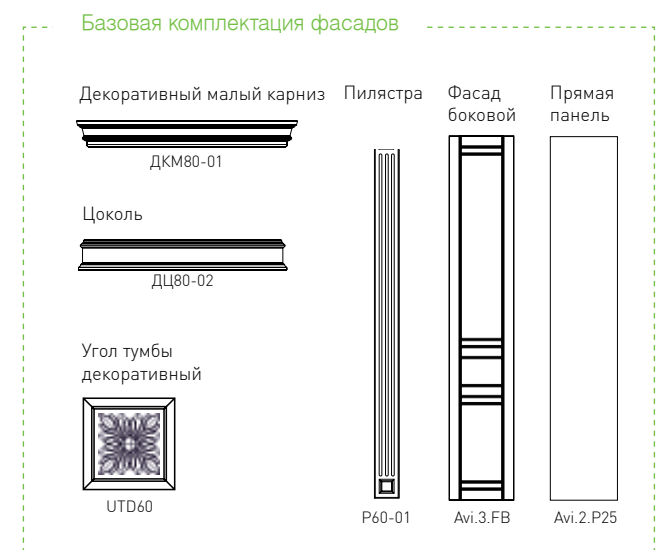 Базовая комплектация фасадов
Декоративный малый карниз
ДКМ80-01
Цоколь
ДЦ80-02
Угол тумбы
декоративный
UTD60
Пилястра
P60-01
Фасад
боковой
Avi.3.FB
Прямая
панель
Avi.2.P25